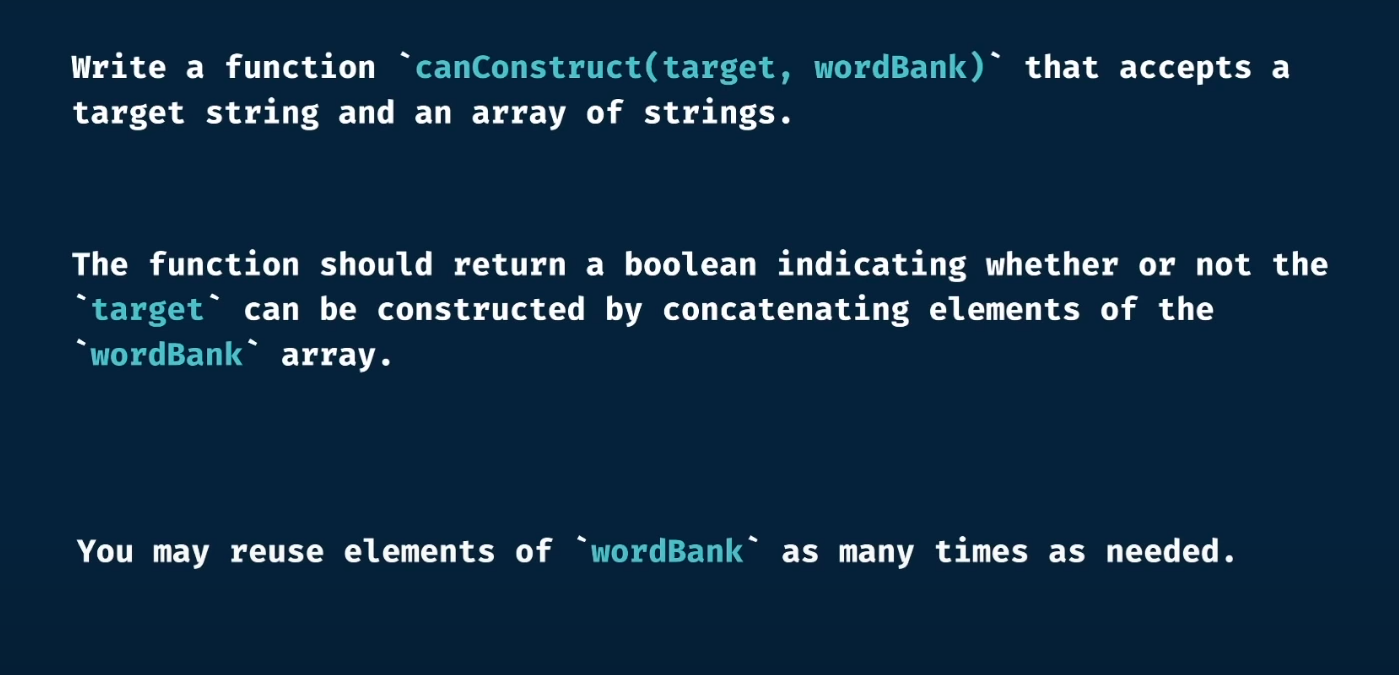 Write a function `canConstruct(target, wordBank)` that accepts a
target string and an array of strings.
The function should return a boolean indicating whether or not the
`target` can be constructed by concatenating elements of the
`wordBank` array.
You may reuse elements of `wordBank` as many times as needed.